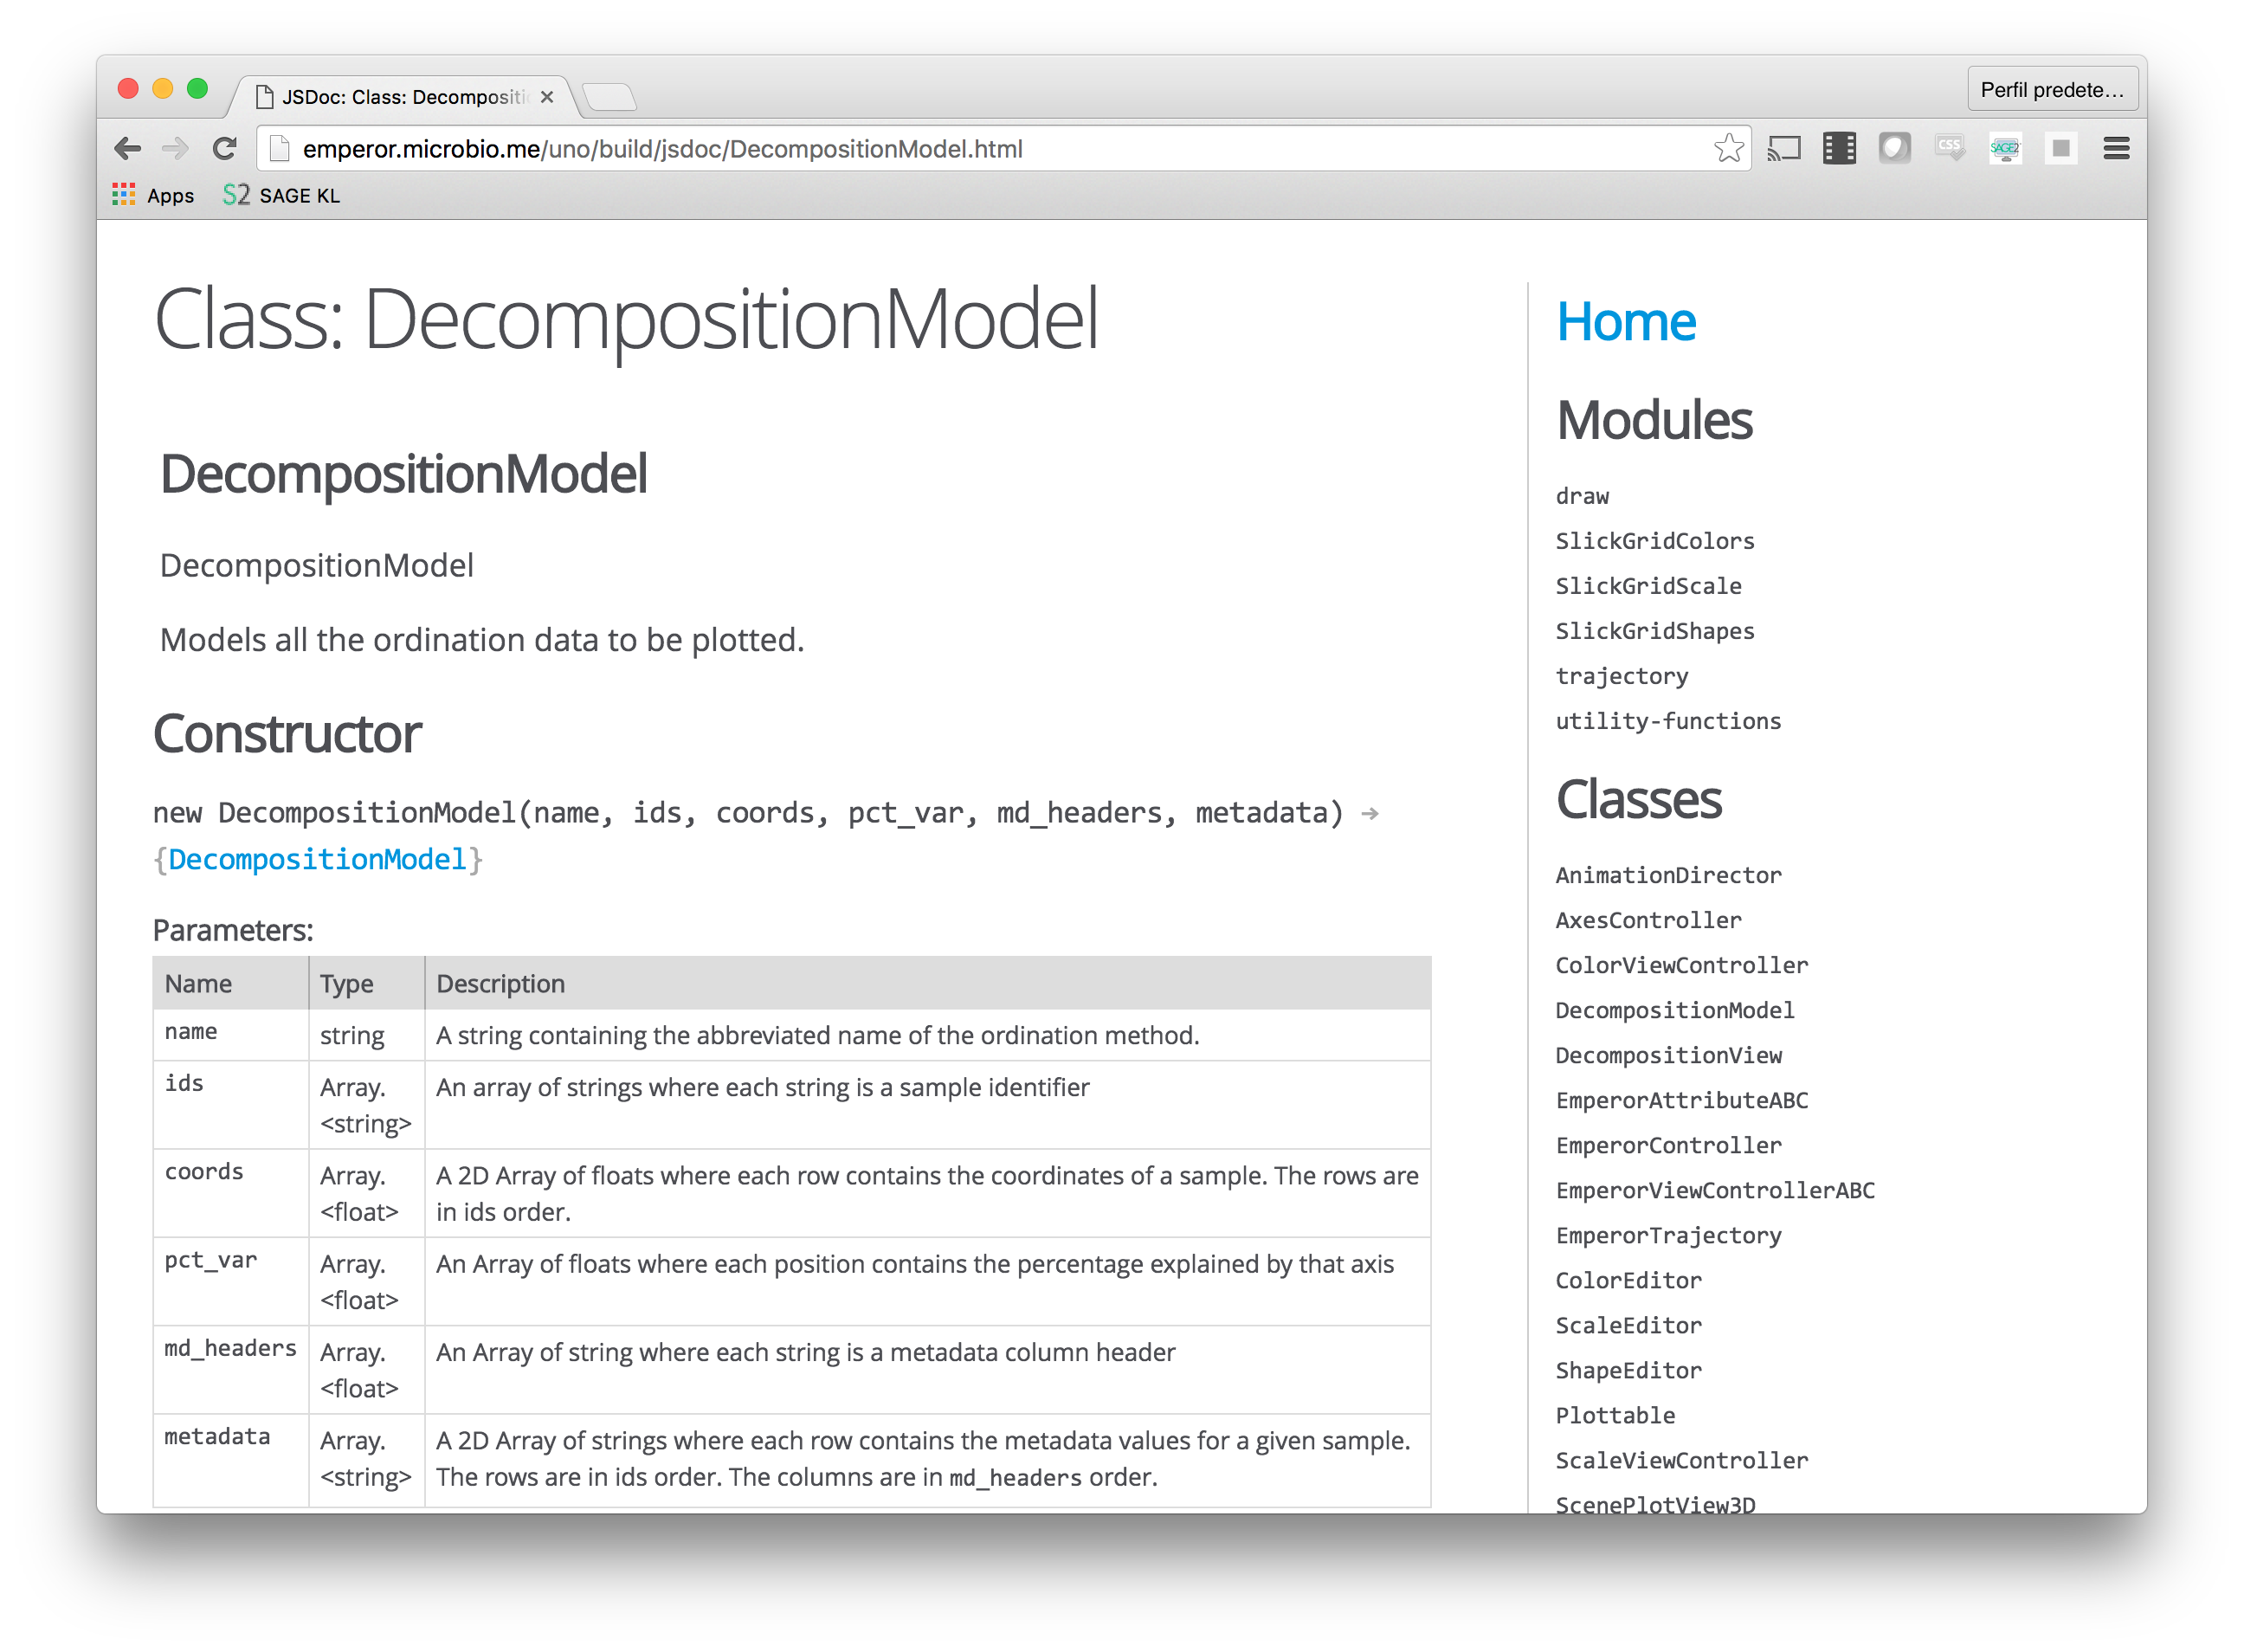 JSDoc: Class: Decompositi
Perfil predete...
emperor.microbio.me/uno/build/jsdoc/DecompositionModel.html
CSS
SAGE2
Apps
S2 SAGE KL
Class: DecompositionModel
DecompositionModel
DecompositionModel
Models all the ordination data to be plotted.
Constructor
new DecompositionModel(name, ids, coords, pct_var, md_headers, metadata) →
{DecompositionModel}
Parameters:
Name Type Description
name string A string containing the abbreviated name of the ordination method.
ids Array. An array of strings where each string is a sample identifier
<string>
coords Array. A 2D Array of floats where each row contains the coordinates of a sample. The rows are
<float> in ids order.
pct_var Array. An Array of floats where each position contains the percentage explained by that axis
<float>
md_headers Array. An Array of string where each string is a metadata column header
<float>
metadata Array. A 2D Array of strings where each row contains the metadata values for a given sample.
<string> The rows are in ids order. The columns are in md_headers order.
Home
Modules
draw
SlickGridColors
SlickGridScale
SlickGridShapes
trajectory
utility-functions
Classes
AnimationDirector
AxesController
ColorViewController
DecompositionModel
DecompositionView
EmperorAttributeABC
EmperorController
EmperorViewControllerABC
EmperorTrajectory
ColorEditor
ScaleEditor
ShapeEditor
Plottable
ScaleViewController
ScenePlotView3D